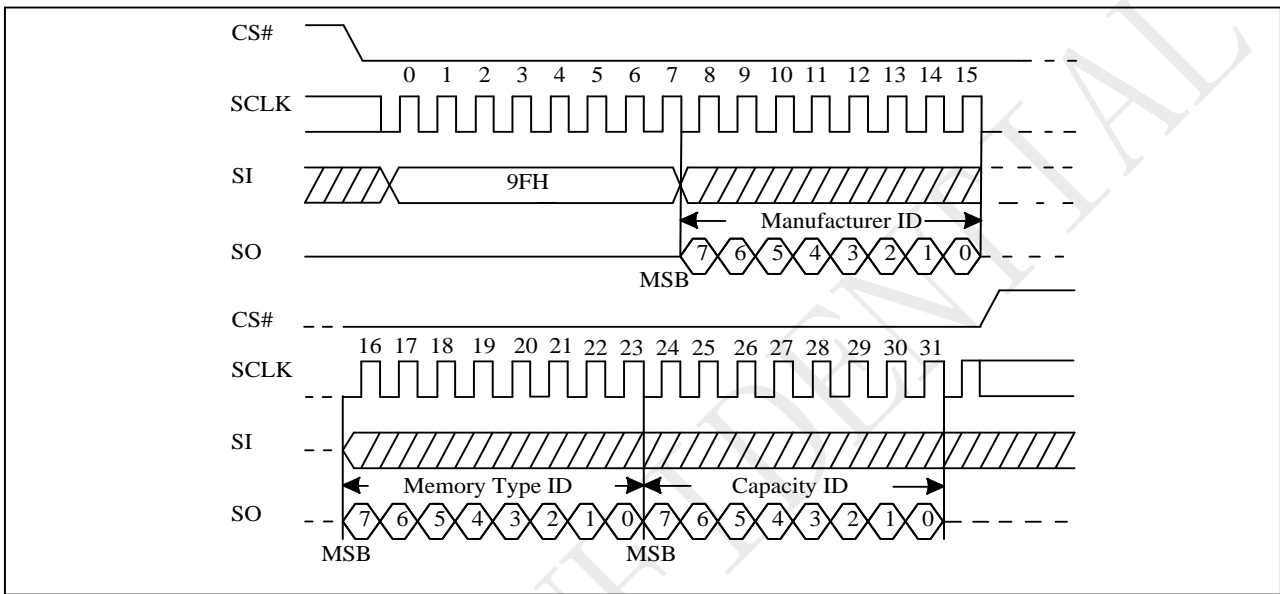 CS#
0 1 2 3 4 5 6 7 8 9 10 11 12 13 14 15
SCLK
SI 9FH
Manufacturer ID
SO 7 6 5 4 3 2 1 0
MSB
CS#
16 17 18 19 20 21 22 23 24 25 26 27 28 29 30 31
SCLK
SI
Memory Type ID Capacity ID
SO 7 6 5 4 3 2 1 0 7 6 5 4 3 2 1 0
MSB MSB
IDENTIAL